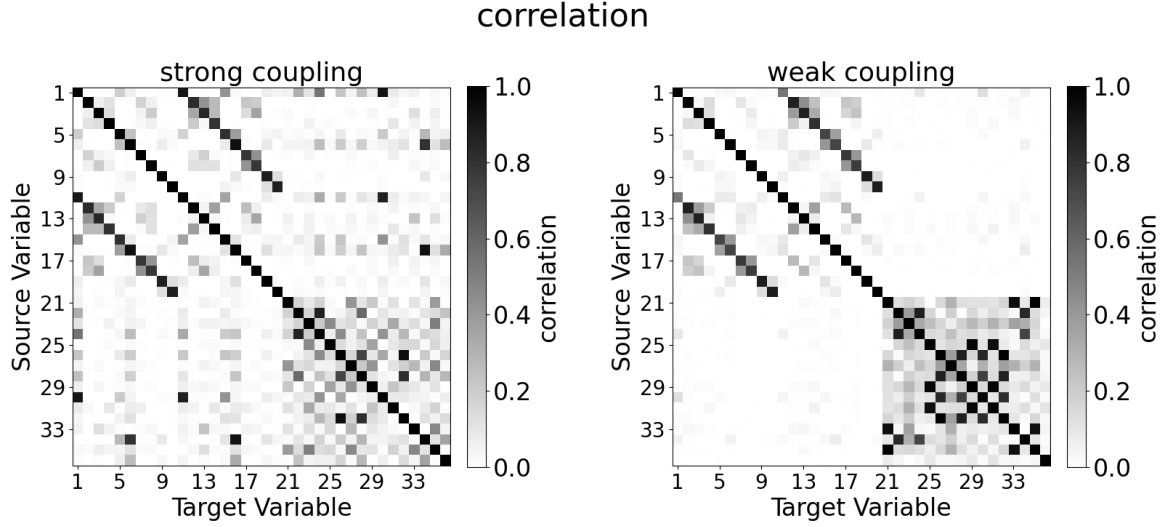 correlation
strong coupling
1
5
9
13
17
21
25
29
33
Source Variable
1 5 9 13 17 21 25 29 33
Target Variable
1.0
0.8
0.6
0.4
0.2
0.0
correlation
weak coupling
1
5
9
13
17
21
25
29
33
Source Variable
1 5 9 13 17 21 25 29 33
Target Variable
1.0
0.8
0.6
0.4
0.2
0.0
correlation